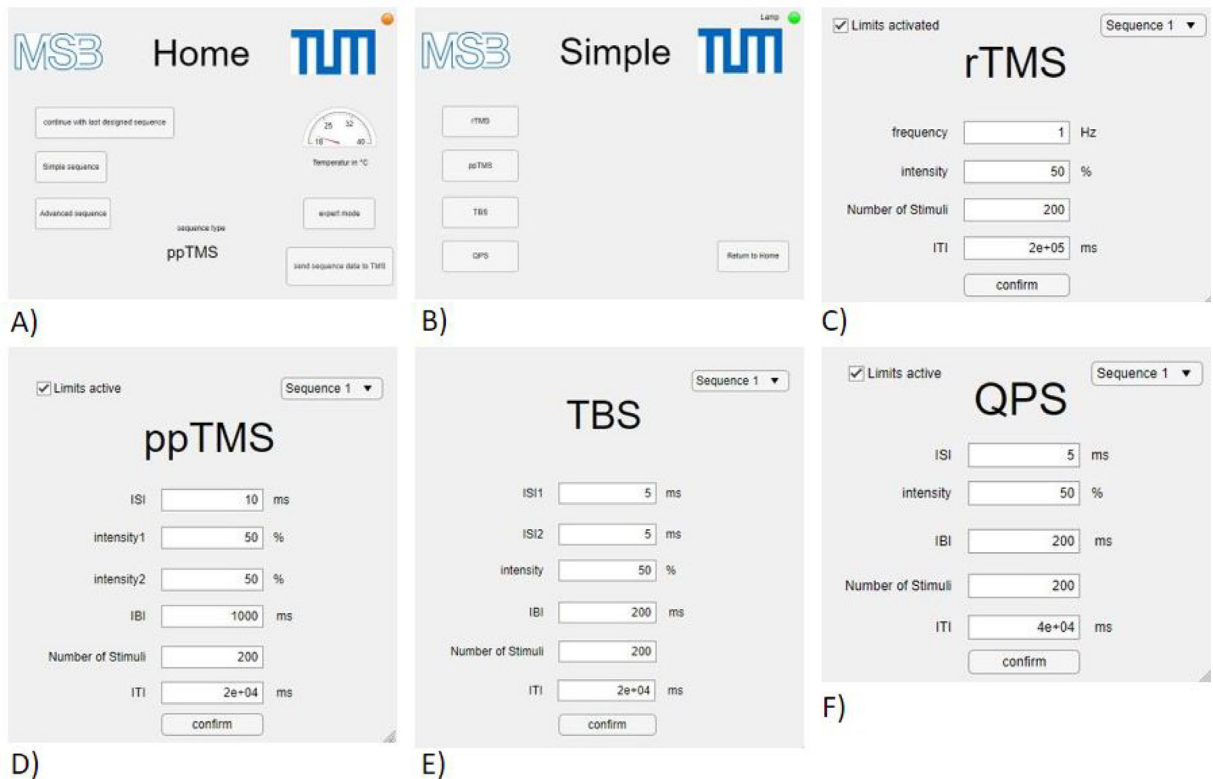 MSB Home TUM
continue with last designed sequence
25 32
18 40
Temperatur in °C
Simple sequence
Advanced sequence
expert mode
sequence type
ppTMS
send sequence data to TMS
A)
Lamp
MSB Simple TUM
rTMS
ppTMS
TBS
QPS
Return to Home
B)
Limits activated Sequence 1
rTMS
frequency 1 Hz
intensity 50 %
Number of Stimuli 200
ITI 2e+05 ms
confirm
C)
Limits active Sequence 1
ppTMS
ISI 10 ms
intensity1 50 %
intensity2 50 %
IBI 1000 ms
Number of Stimuli 200
ITI 2e+04 ms
confirm
D)
Sequence 1
TBS
ISI1 5 ms
ISI2 5 ms
intensity 50 %
IBI 200 ms
Number of Stimuli 200
ITI 2e+04 ms
confirm
E)
Limits active Sequence 1
QPS
ISI 5 ms
intensity 50 %
IBI 200 ms
Number of Stimuli 200
ITI 4e+04 ms
confirm
F)